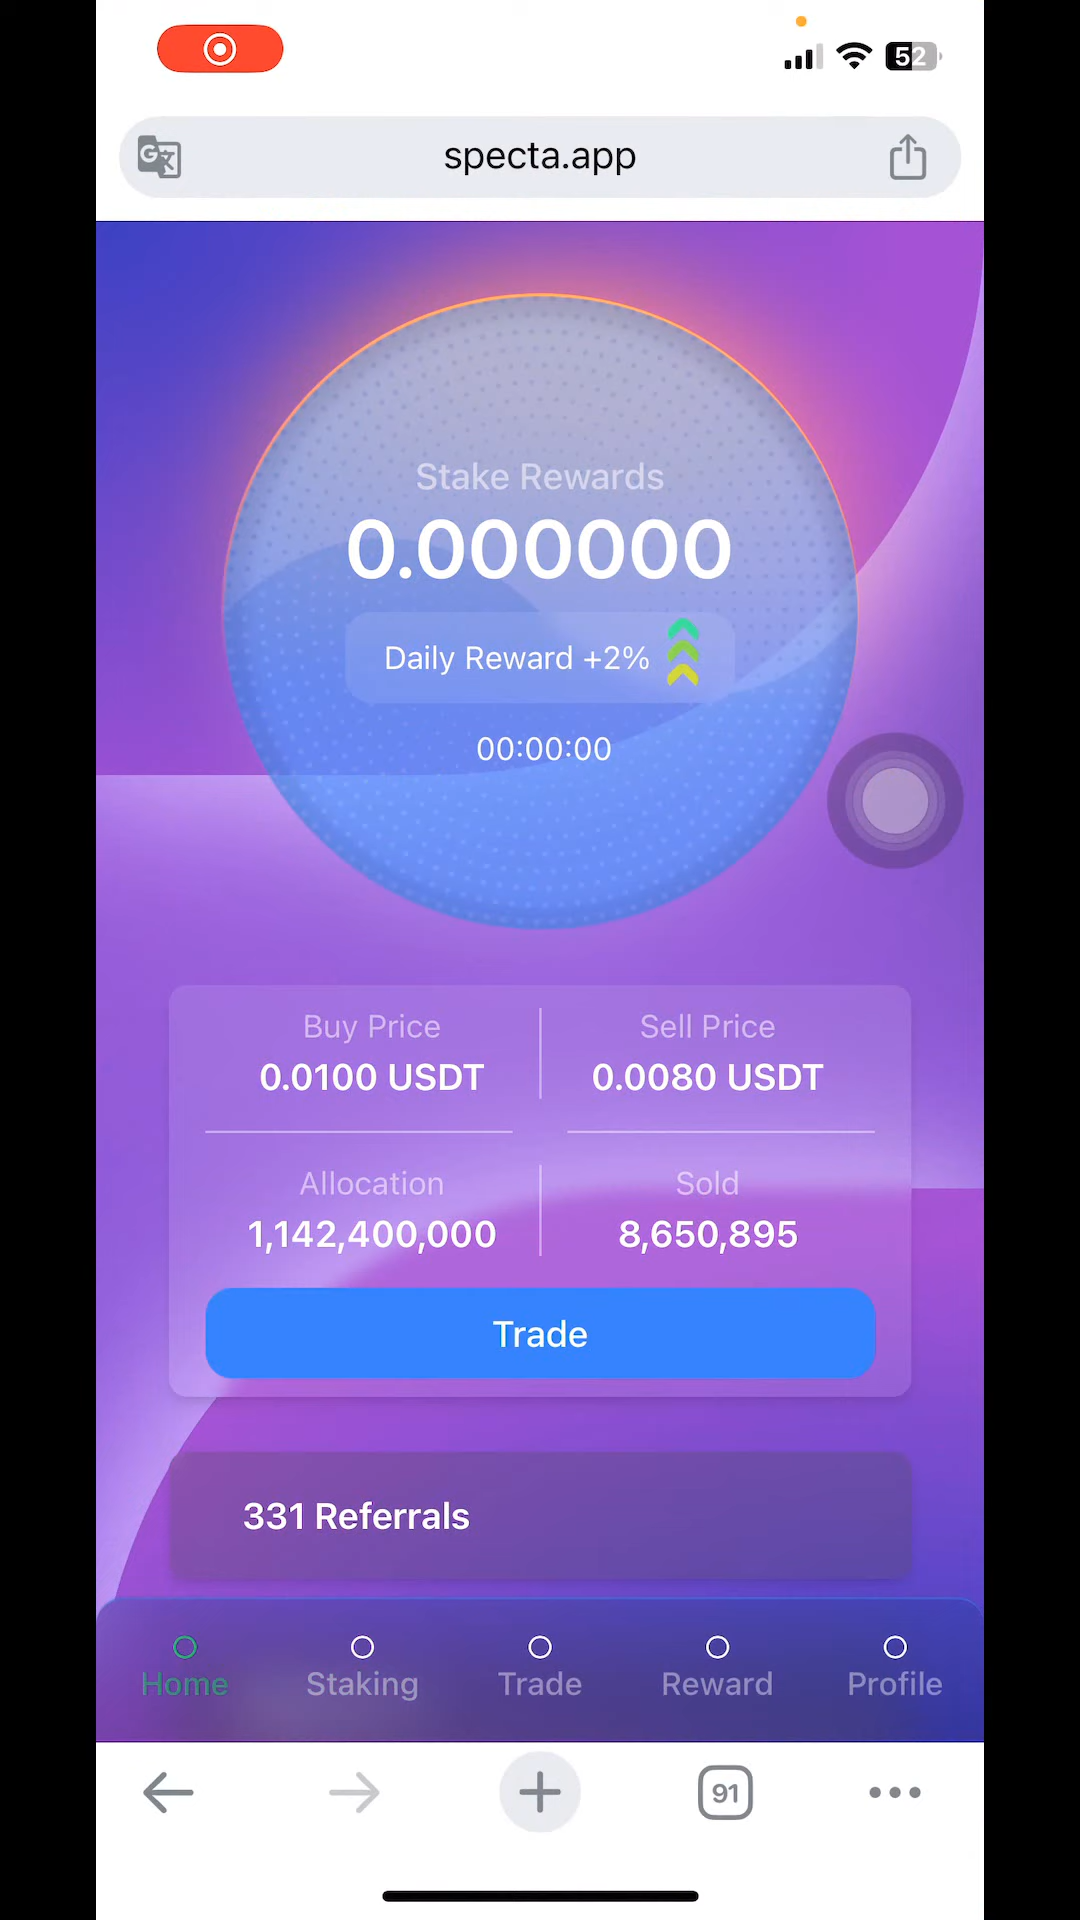 52
specta.app
Stake Rewards
0.000000
Daily Reward +2%
00:00:00
Buy Price
Sell Price
0.0100 USDT
0.0080 USDT
Allocation
Sold
1,142,400,000
8,650,895
Trade
331 Referrals
Home
Staking
Trade
Reward
Profile
91